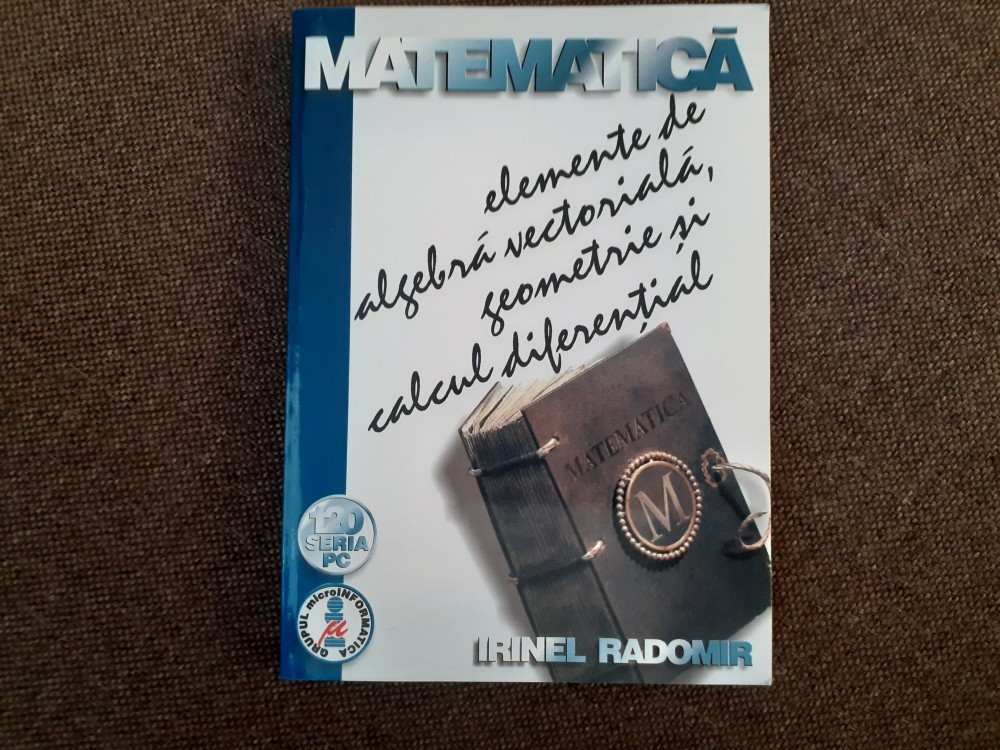 MATEMATICĂ
elemente de
algebră vectorială,
geometrie și
calcul diferențial
MATEMATICA
M
120
SERIA
PC
GRUPUL microINFORMATICA
µ
IRINEL RADOMIR